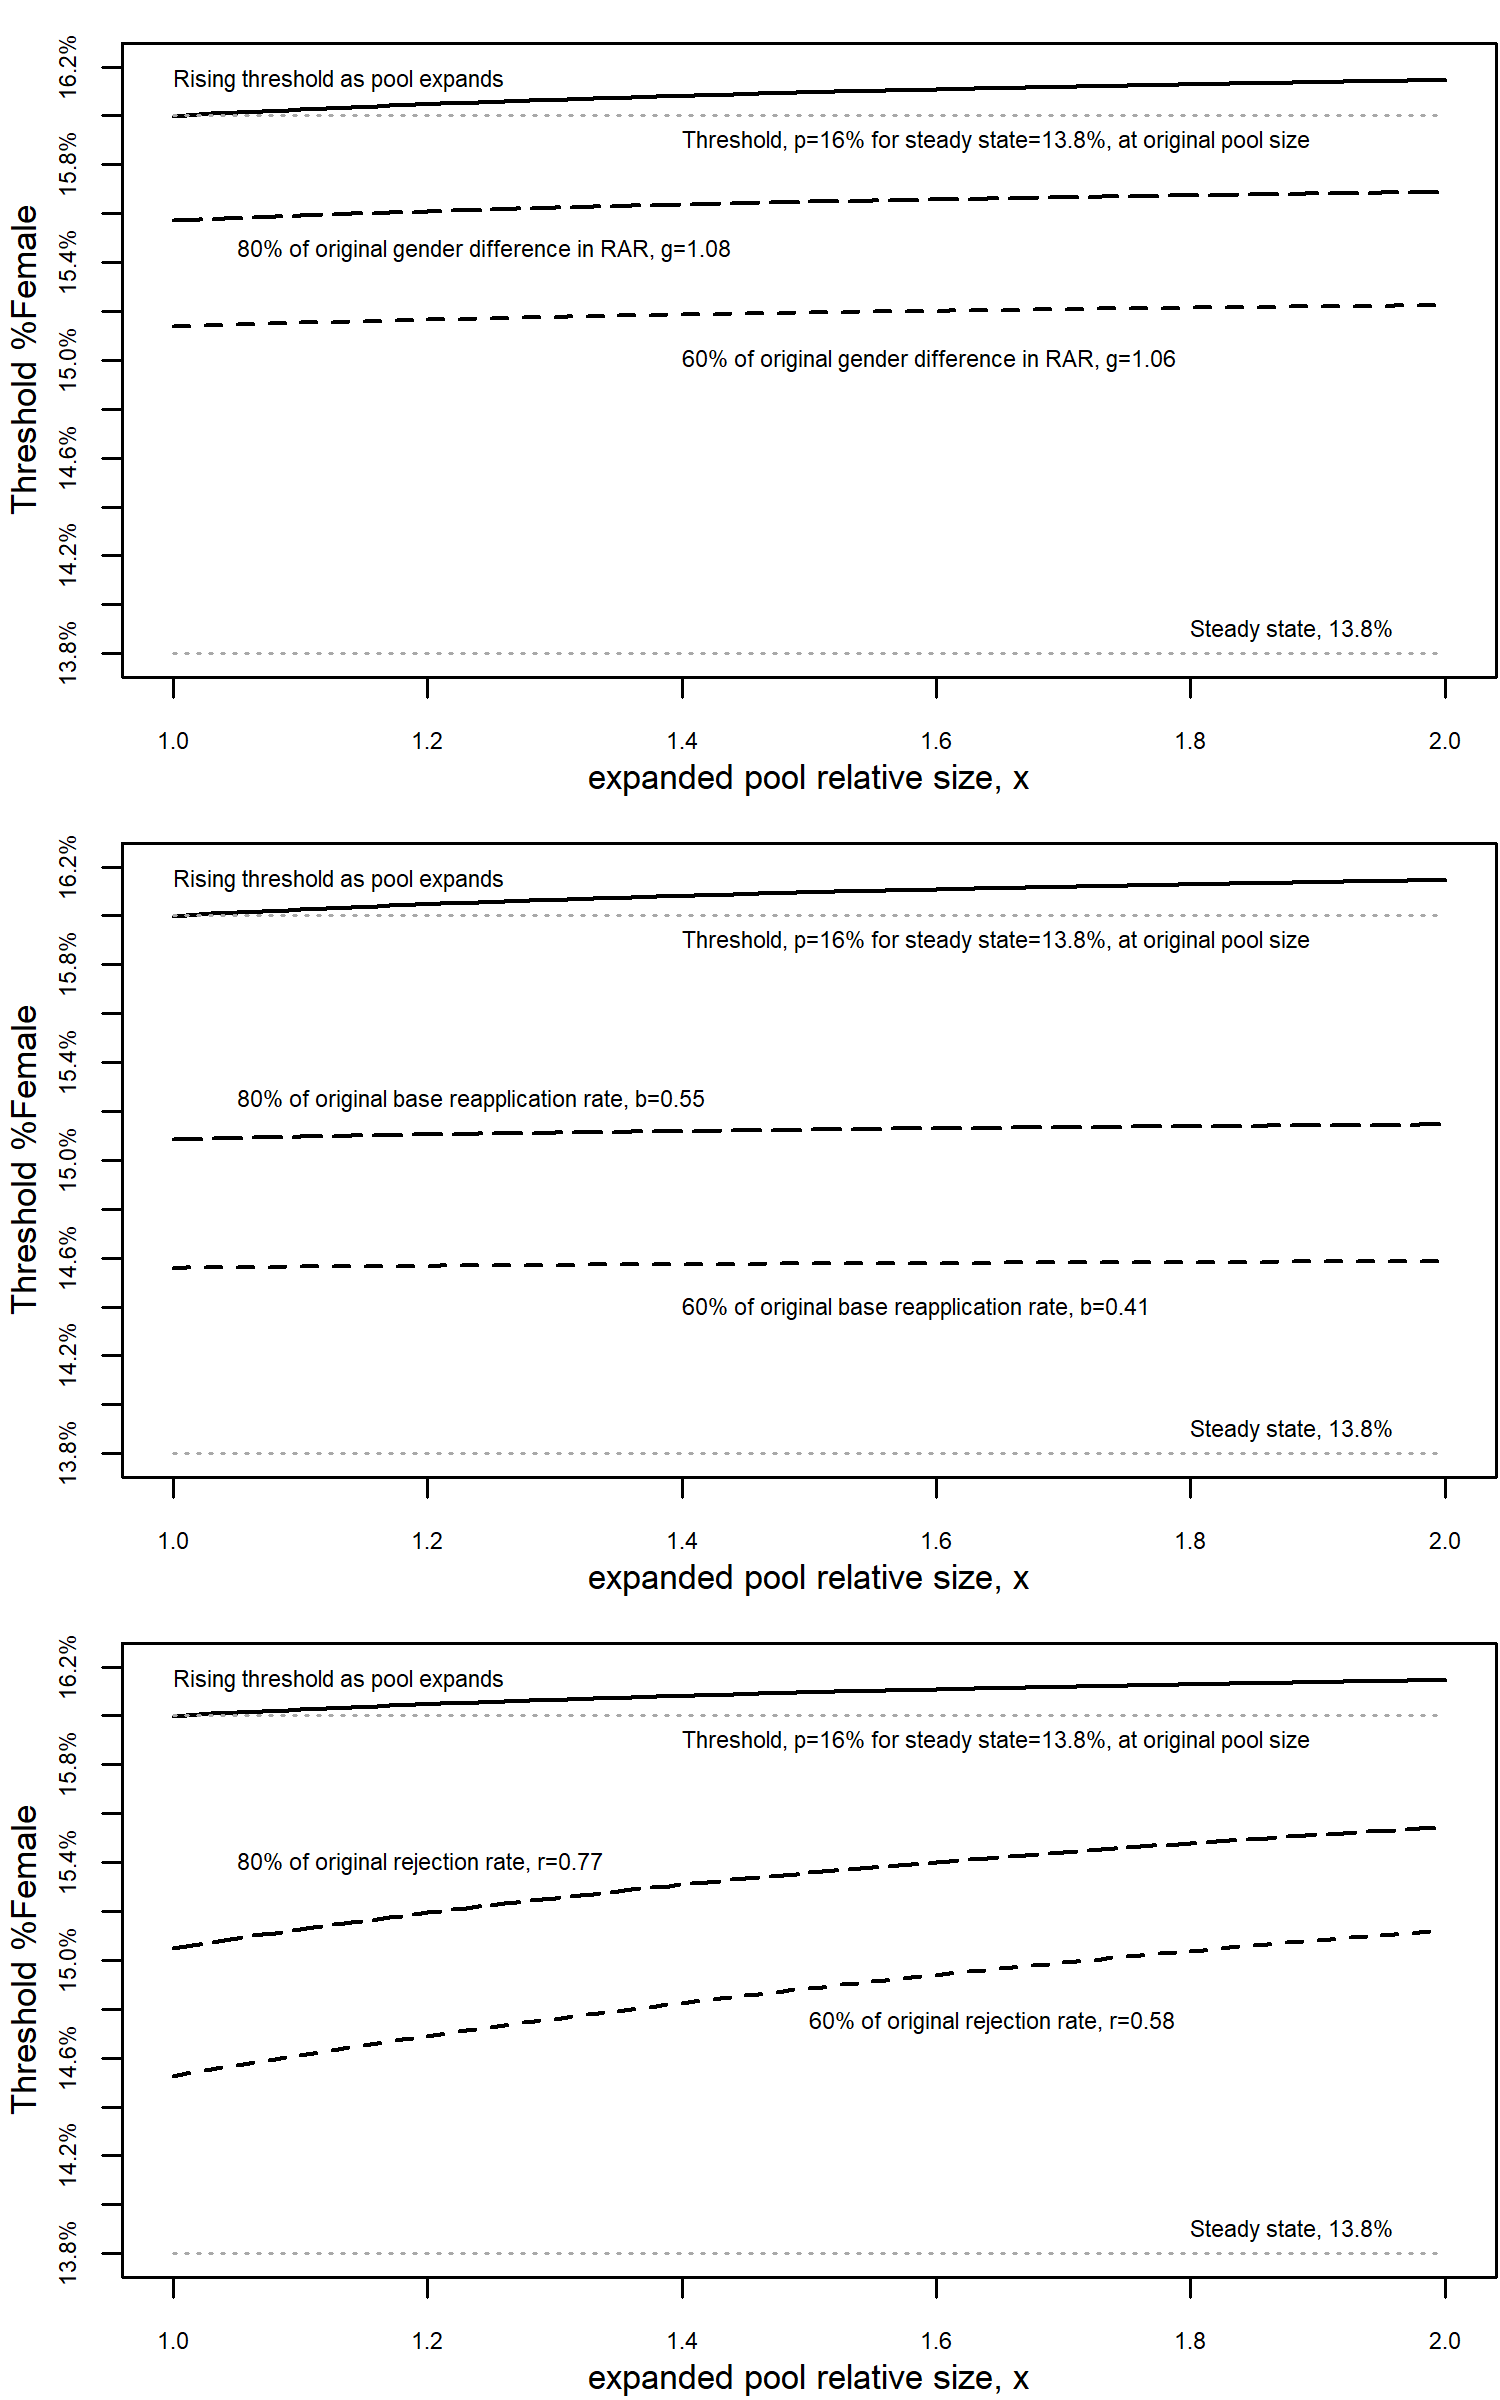 Threshold %Female
16.2%
15.8%
15.4%
15.0%
14.6%
14.2%
13.8%
Rising threshold as pool expands
Threshold, p=16% for steady state=13.8%, at original pool size
80% of original gender difference in RAR, g=1.08
60% of original gender difference in RAR, g=1.06
Steady state, 13.8%
1.0 1.2 1.4 1.6 1.8 2.0
expanded pool relative size, x
Threshold %Female
16.2%
15.8%
15.4%
15.0%
14.6%
14.2%
13.8%
Rising threshold as pool expands
Threshold, p=16% for steady state=13.8%, at original pool size
80% of original base reapplication rate, b=0.55
60% of original base reapplication rate, b=0.41
Steady state, 13.8%
1.0 1.2 1.4 1.6 1.8 2.0
expanded pool relative size, x
Threshold %Female
16.2%
15.8%
15.4%
15.0%
14.6%
14.2%
13.8%
Rising threshold as pool expands
Threshold, p=16% for steady state=13.8%, at original pool size
80% of original rejection rate, r=0.77
60% of original rejection rate, r=0.58
Steady state, 13.8%
1.0 1.2 1.4 1.6 1.8 2.0
expanded pool relative size, x